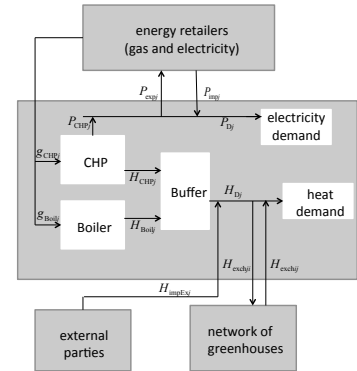 energy retailers
(gas and electricity)
P_expj
P_impj
P_CHPj
P_Dj
electricity
demand
g_CHPj
CHP
H_CHPj
Buffer
H_Dj
heat
demand
g_Boilj
Boiler
H_Boilj
H_exchji
H_exchij
H_impExj
external
parties
network of
greenhouses